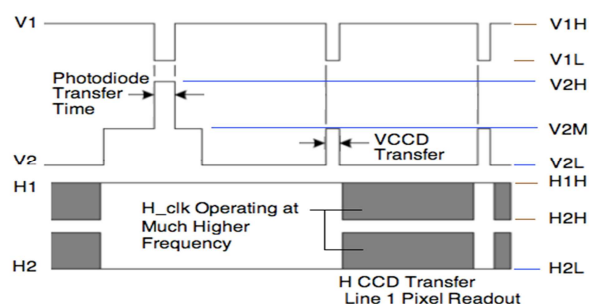 V1
V1H
V1L
Photodiode
Transfer
Time
V2H
V2M
VCCD
Transfer
V2
V2L
H1
H1H
H_clk Operating at
Much Higher
Frequency
H2H
H2
H2L
H CCD Transfer
Line 1 Pixel Readout